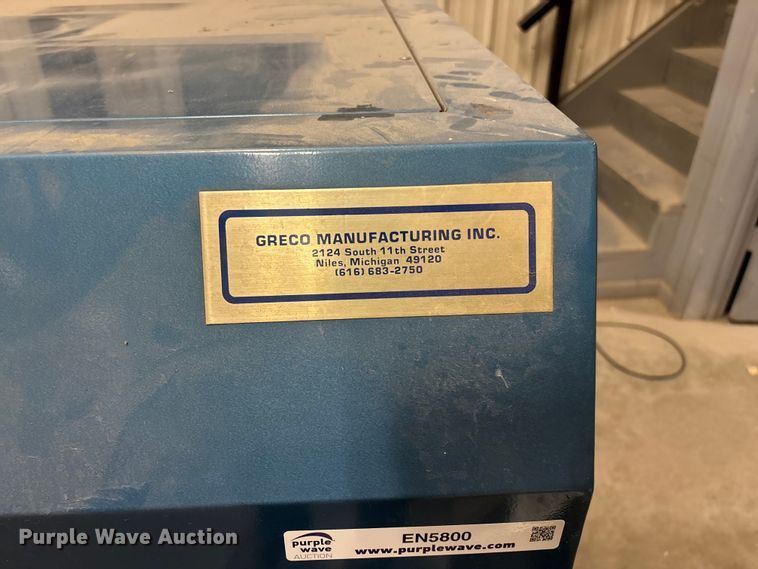 GRECO MANUFACTURING INC.
2124 South 11th Street
Niles, Michigan 49120
(616) 683-2750
purple
wave
AUCTION
EN5800
www.purplewave.com
Purple Wave Auction